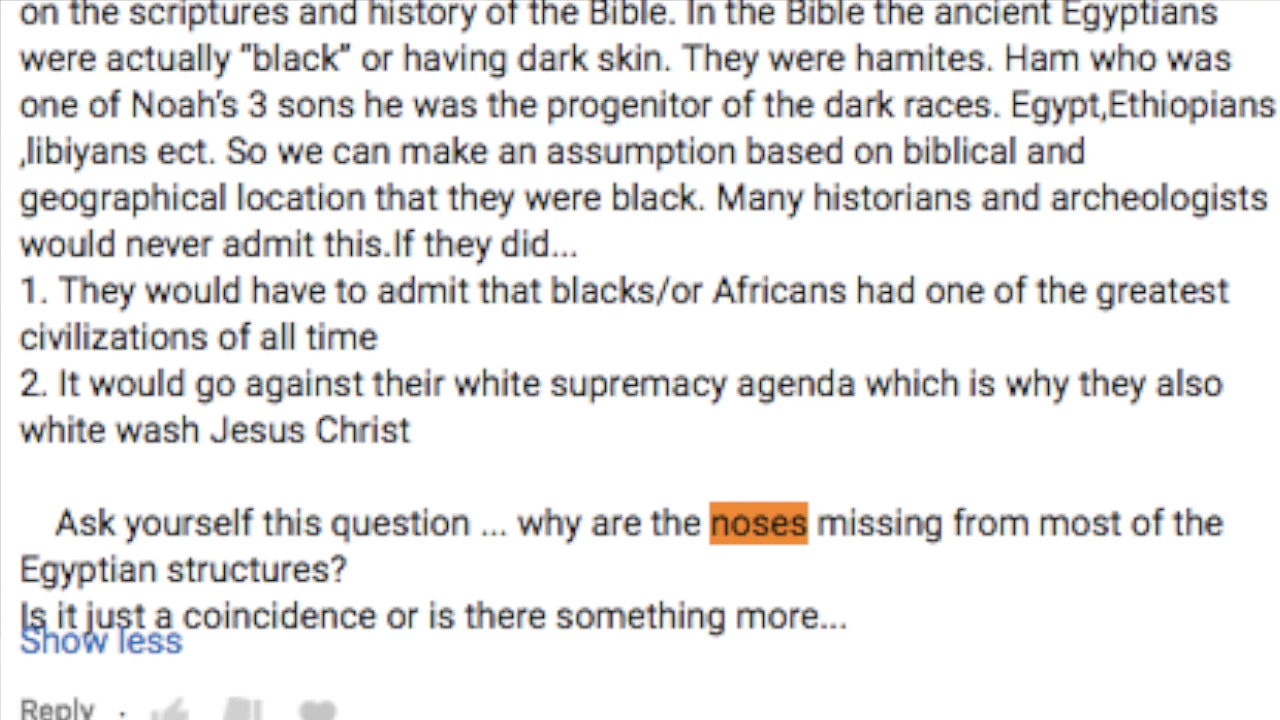 on the scriptures and history of the Bible. In the Bible the ancient Egyptians
were actually "black" or having dark skin. They were hamites. Ham who was
one of Noah's 3 sons he was the progenitor of the dark races. Egypt,Ethiopians
,libiyans ect. So we can make an assumption based on biblical and
geographical location that they were black. Many historians and archeologists
would never admit this.If they did...
1. They would have to admit that blacks/or Africans had one of the greatest
civilizations of all time
2. It would go against their white supremacy agenda which is why they also
white wash Jesus Christ
Ask yourself this question ... why are the noses missing from most of the
Egyptian structures?
Is it just a coincidence or is there something more...
Show less
Reply ·